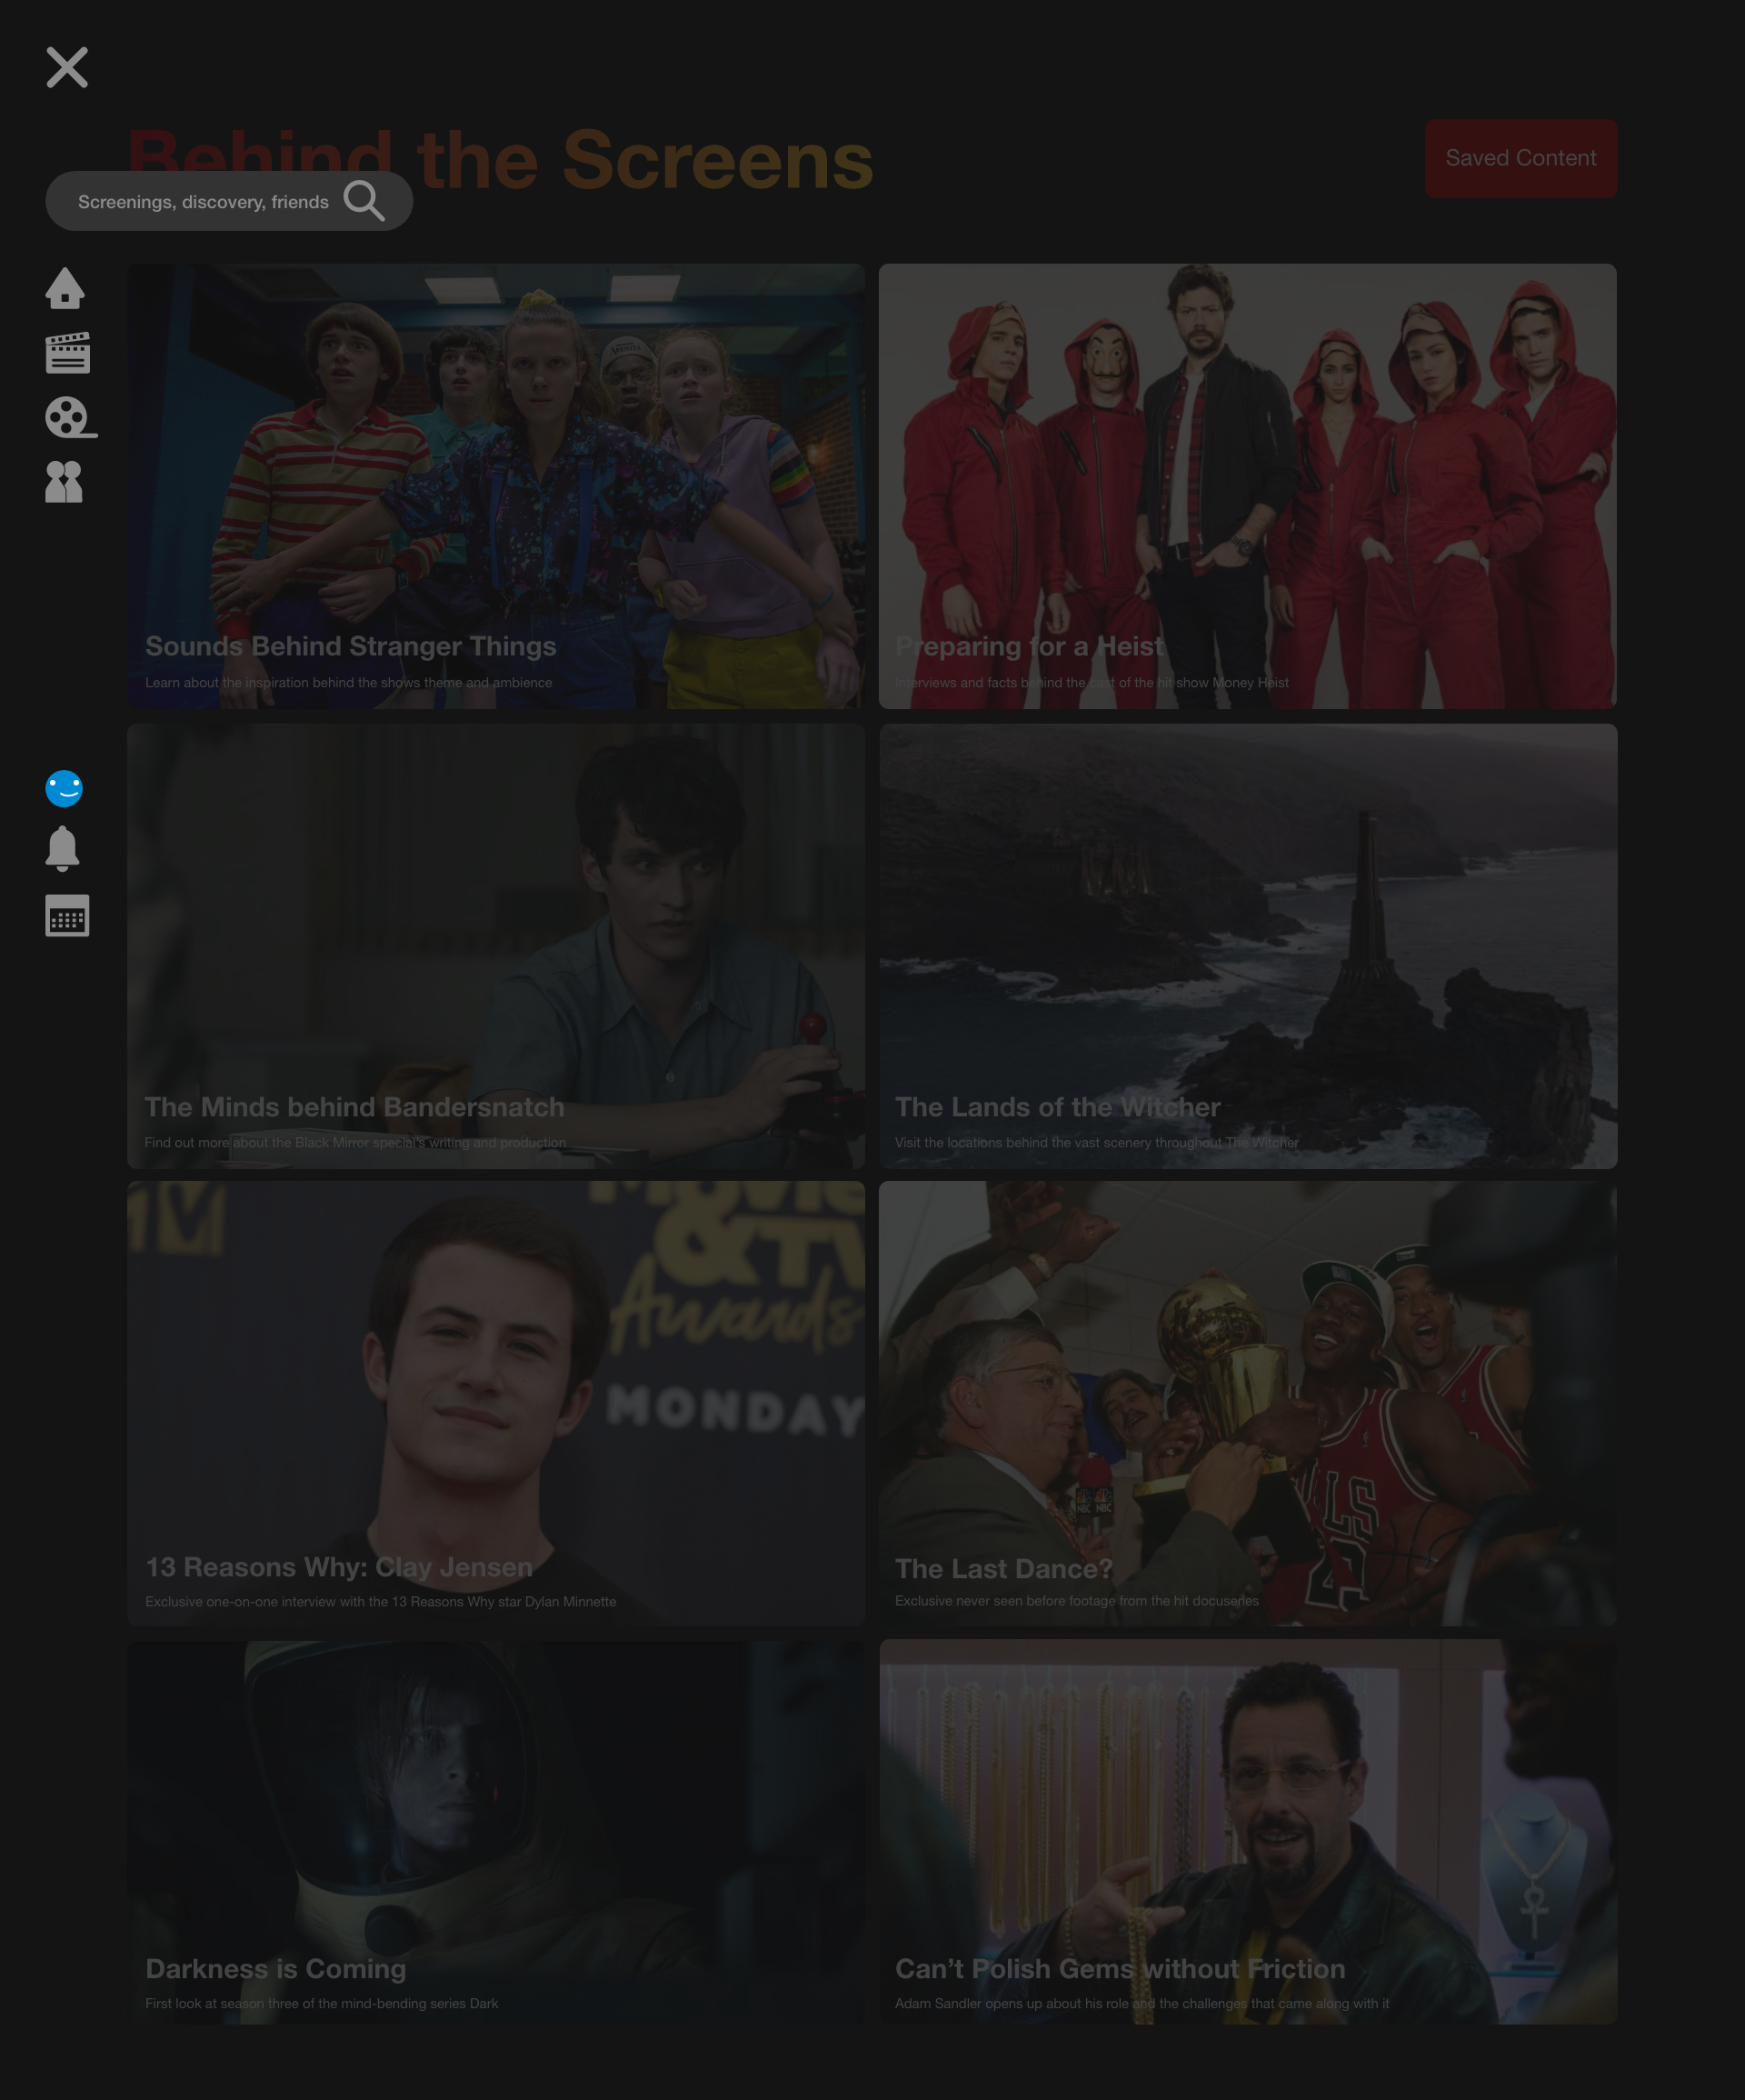 Behind the Screens
Saved Content
Screenings, discovery, friends
Sounds Behind Stranger Things
Learn about the inspiration behind the shows theme and ambience
Preparing for a Heist
Interviews and facts behind the cast of the hit show Money Heist
The Minds behind Bandersnatch
Find out more about the Black Mirror special's writing and production
The Lands of the Witcher
Visit the locations behind the vast scenery throughout The Witcher
MOVIE
&TV
Awards
MONDAY
13 Reasons Why: Clay Jensen
Exclusive one-on-one interview with the 13 Reasons Why star Dylan Minnette
NBC
NBC
LLS
The Last Dance?
Exclusive never seen before footage from the hit docuseries
Darkness is Coming
First look at season three of the mind-bending series Dark
Can’t Polish Gems without Friction
Adam Sandler opens up about his role and the challenges that came along with it